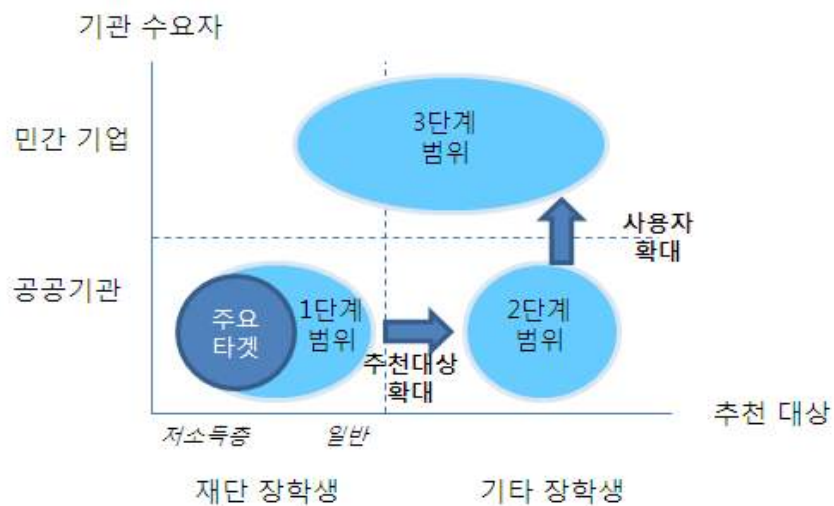 기관 수요자
민간 기업
3단계
범위
사용자
확대
공공기관
주요
타겟
1단계
범위
2단계
범위
추천대상
확대
추천 대상
저소득층
일반
재단 장학생
기타 장학생